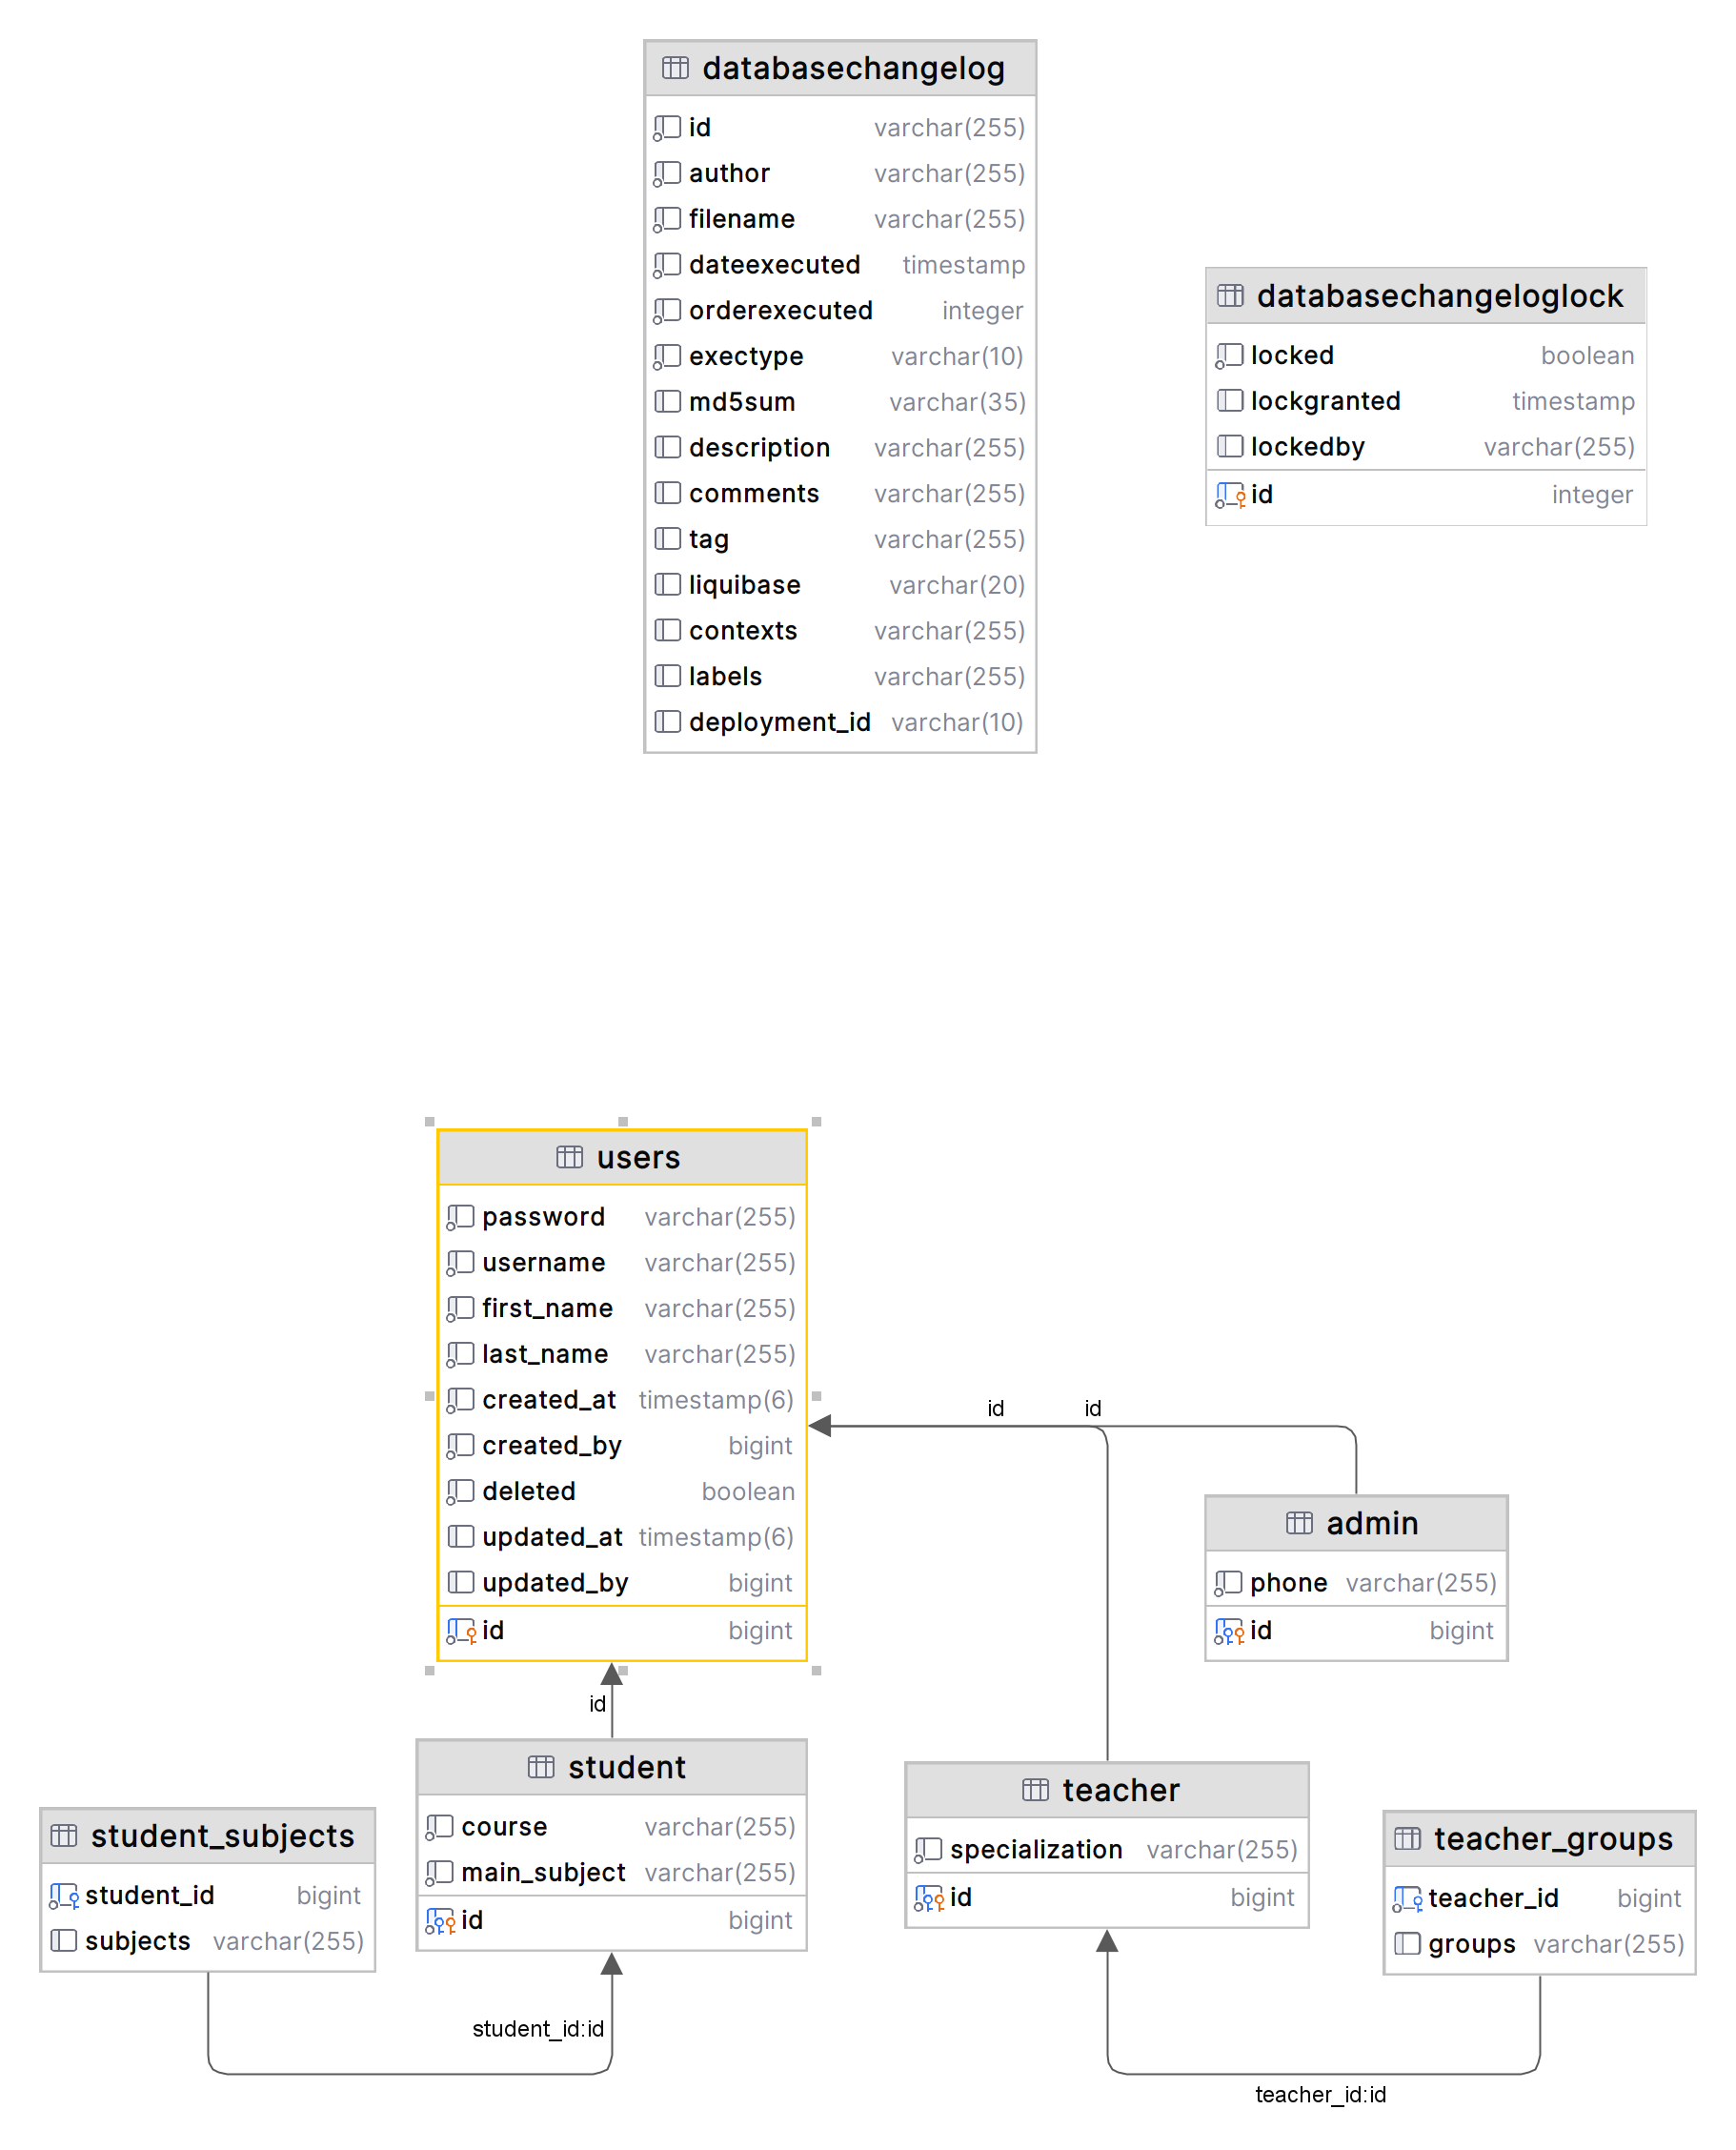 databasechangelog
id varchar(255)
author varchar(255)
filename varchar(255)
dateexecuted timestamp
orderexecuted integer
exectype varchar(10)
md5sum varchar(35)
description varchar(255)
comments varchar(255)
tag varchar(255)
liquibase varchar(20)
contexts varchar(255)
labels varchar(255)
deployment_id varchar(10)
databasechangeloglock
locked boolean
lockgranted timestamp
lockedby varchar(255)
id integer
users
password varchar(255)
username varchar(255)
first_name varchar(255)
last_name varchar(255)
created_at timestamp(6)
created_by bigint
deleted boolean
updated_at timestamp(6)
updated_by bigint
id bigint
id
id
admin
phone varchar(255)
id bigint
id
student
course varchar(255)
main_subject varchar(255)
id bigint
teacher
specialization varchar(255)
id bigint
student_subjects
student_id bigint
subjects varchar(255)
teacher_groups
teacher_id bigint
groups varchar(255)
student_id:id
teacher_id:id